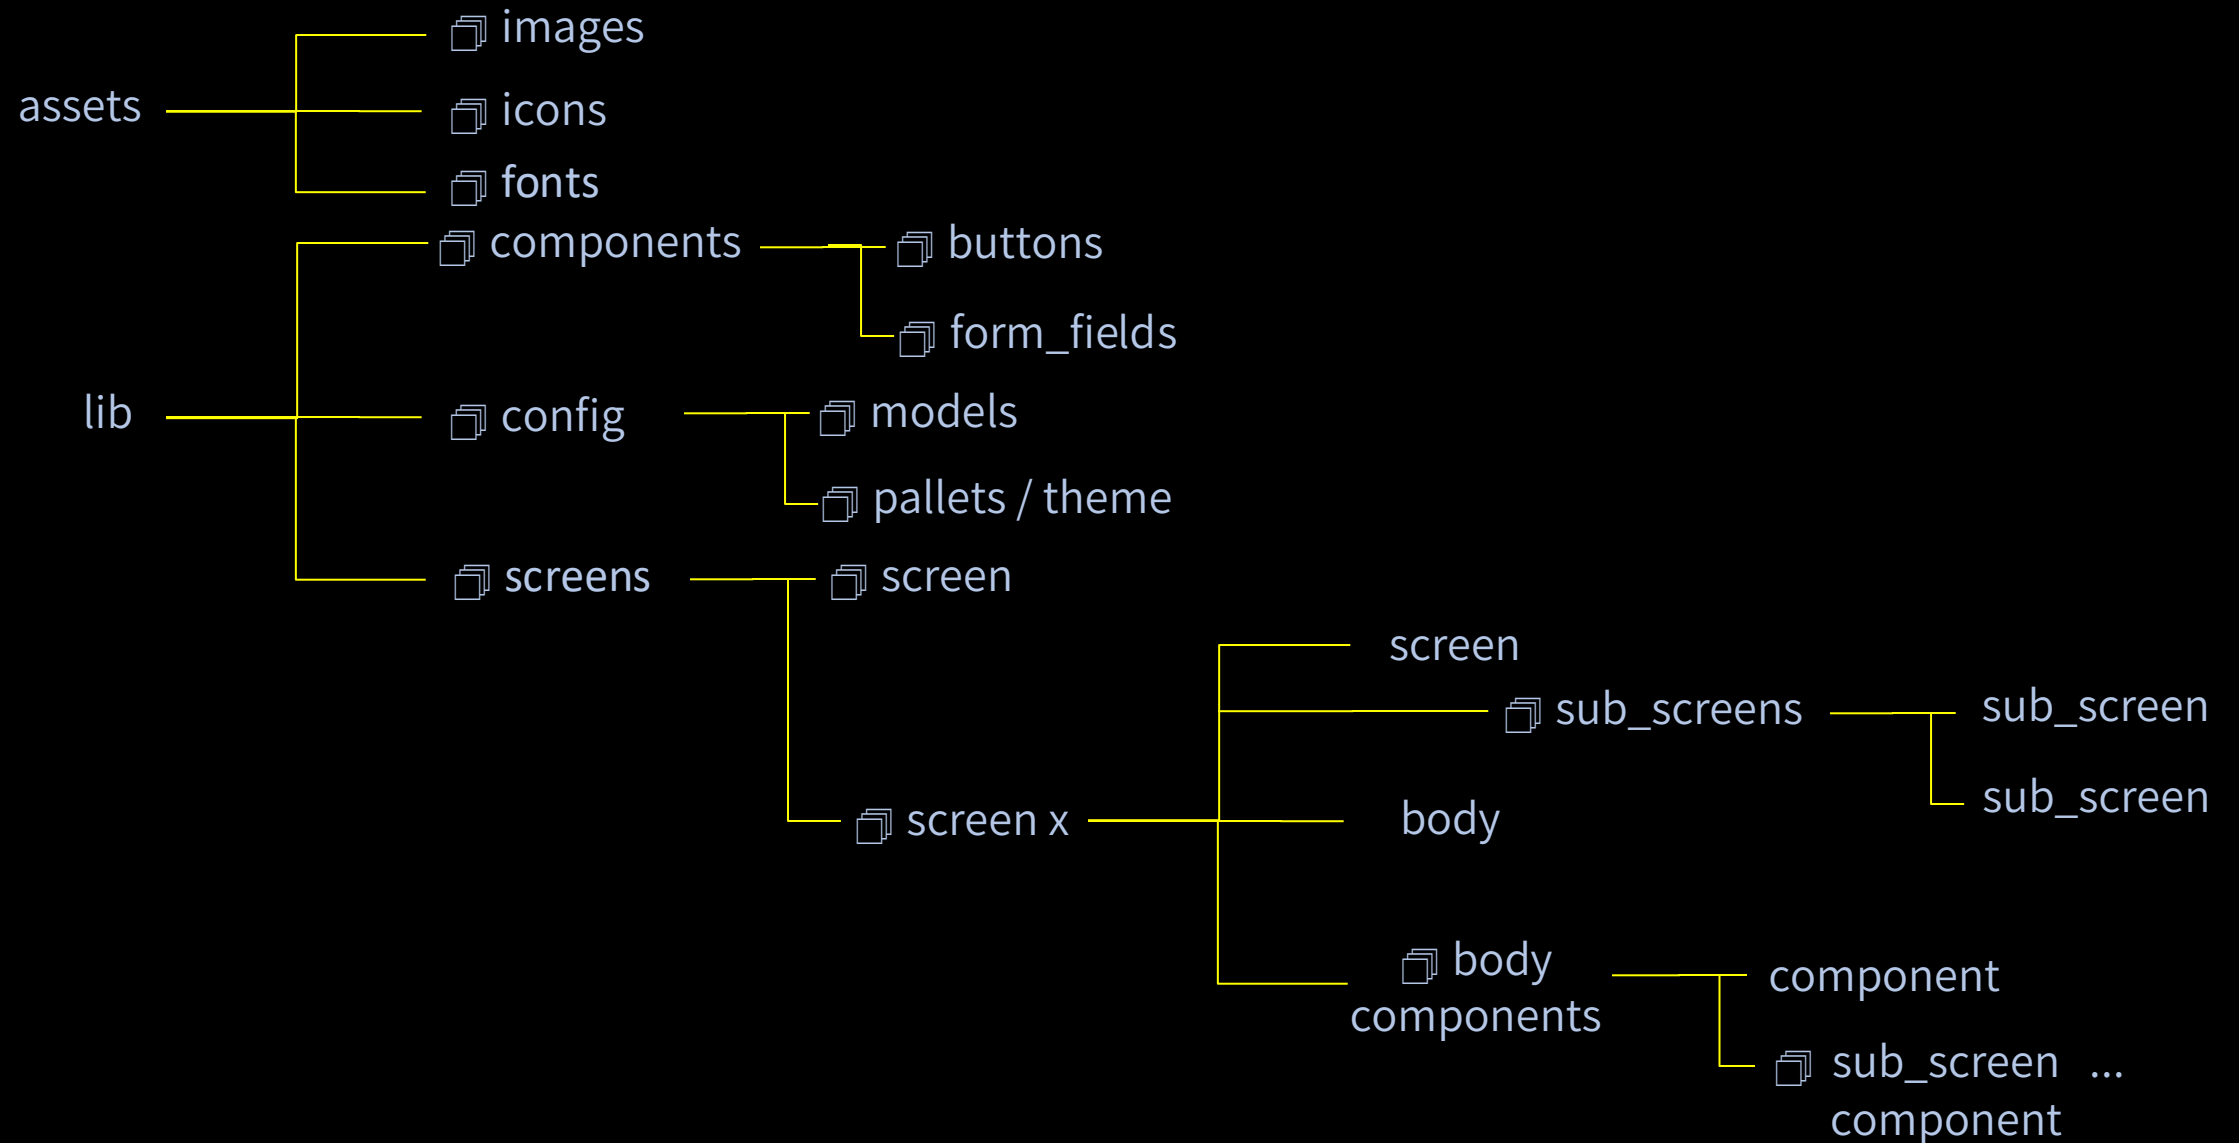 images
assets
icons
fonts
components
buttons
form_fields
lib
config
models
pallets / theme
screens
screen
screen
sub_screens
sub_screen
sub_screen
screen x
body
body
components
component
sub_screen ...
component